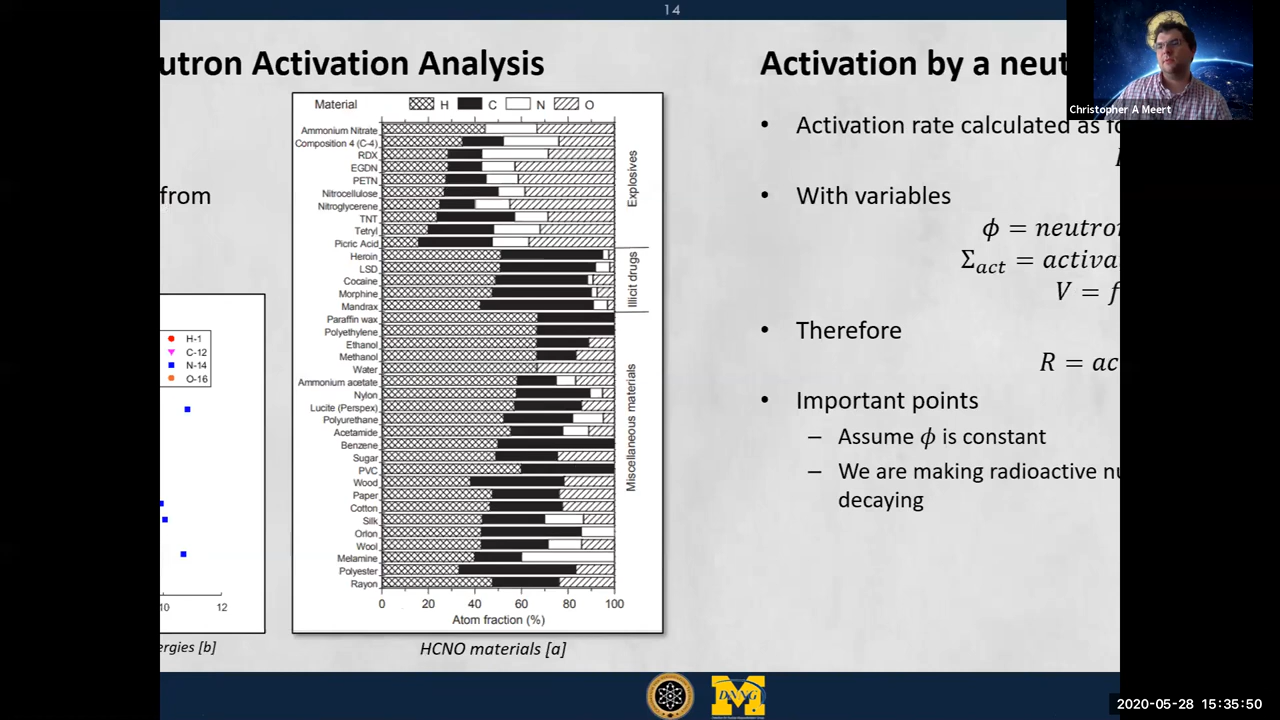 14
utron Activation Analysis
from
H-1
C-12
N-14
O-16
10
12
ergies [b]
Material H C N O
Ammonium Nitrate
Composition 4 (C-4)
RDX
EGDN
PETN
Nitrocellulose
Nitroglycerene
TNT
Tetryl
Picric Acid
Heroin
LSD
Cocaine
Morphine
Mandrax
Paraffin wax
Polyethylene
Ethanol
Methanol
Water
Ammonium acetate
Nylon
Lucite (Perspex)
Polyurethane
Acetamide
Benzene
Sugar
PVC
Wood
Paper
Cotton
Silk
Orlon
Wool
Melamine
Polyester
Rayon
Explosives
Illicit drugs
Miscellaneous materials
0 20 40 60 80 100
Atom fraction (%)
HCNO materials [a]
Activation by a neut
• Activation rate calculated as fo
• With variables
ϕ = neutron
Σact = activa
V = f
• Therefore
R = ac
• Important points
– Assume ϕ is constant
– We are making radioactive nu
decaying
Christopher A Meert
DNNG
2020-05-28 15:35:50